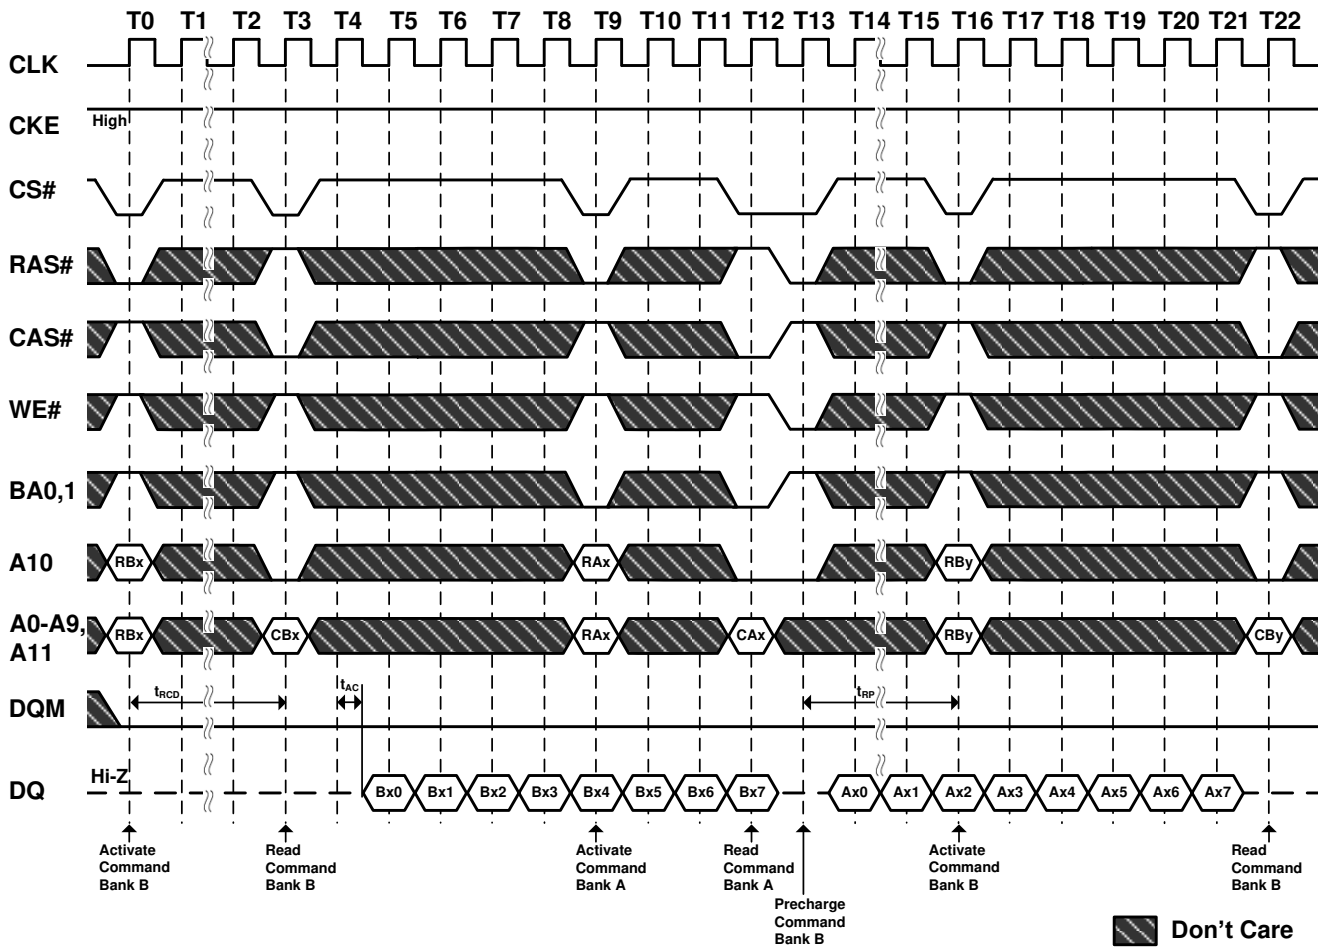 T0 T1 T2 T3 T4 T5 T6 T7 T8 T9 T10 T11 T12 T13 T14 T15 T16 T17 T18 T19 T20 T21 T22
CLK
CKE High
CS#
RAS#
CAS#
WE#
BA0,1
A10 RBx RAx RBy
A0-A9,
A11
RBx CBx RAx CAx RBy CBy
DQM tRCD tAC tRP
DQ Hi-Z Bx0 Bx1 Bx2 Bx3 Bx4 Bx5 Bx6 Bx7 Ax0 Ax1 Ax2 Ax3 Ax4 Ax5 Ax6 Ax7
Activate
Command
Bank B
Read
Command
Bank B
Activate
Command
Bank A
Read
Command
Bank A
Precharge
Command
Bank B
Activate
Command
Bank B
Read
Command
Bank B
Don't Care